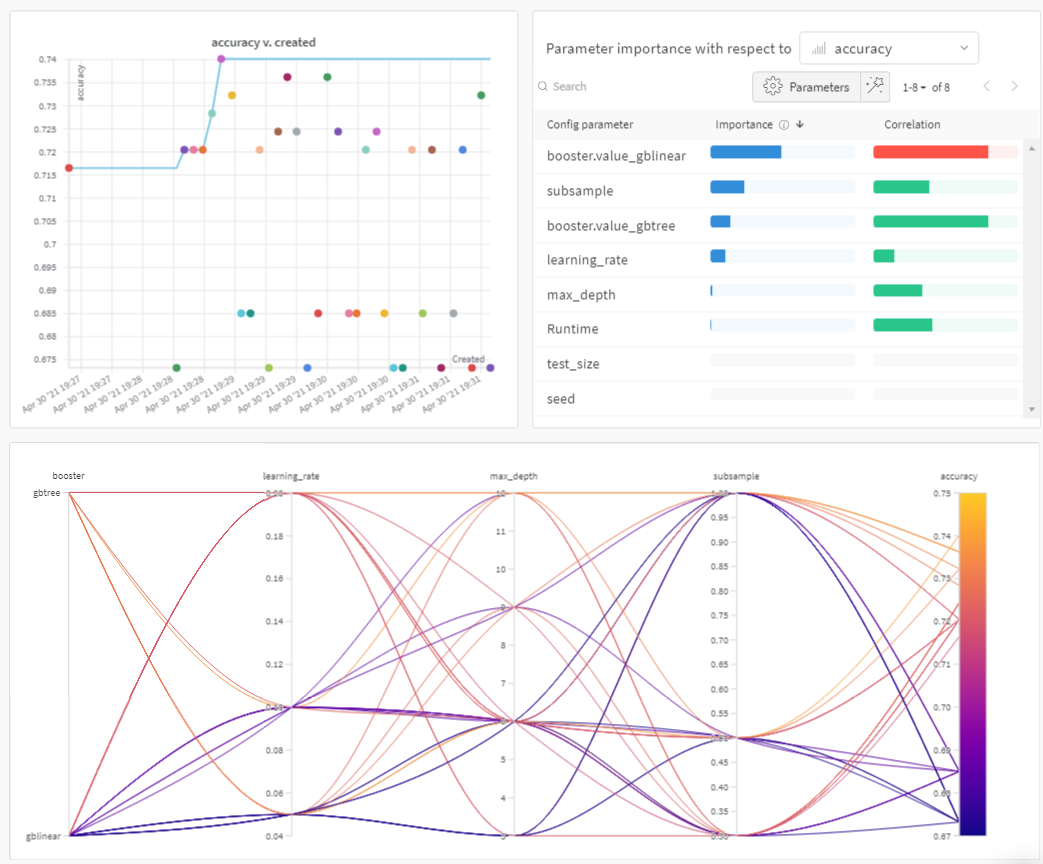 accuracy v. created
accuracy
0.74
0.735
0.73
0.725
0.72
0.715
0.71
0.705
0.7
0.695
0.69
0.685
0.68
0.675
Created
Apr 30 '21 19:27
Apr 30 '21 19:27
Apr 30 '21 19:28
Apr 30 '21 19:28
Apr 30 '21 19:28
Apr 30 '21 19:29
Apr 30 '21 19:29
Apr 30 '21 19:29
Apr 30 '21 19:30
Apr 30 '21 19:30
Apr 30 '21 19:30
Apr 30 '21 19:31
Apr 30 '21 19:31
Apr 30 '21 19:31
Parameter importance with respect to accuracy
Search Parameters 1-8 of 8
Config parameter Importance Correlation
booster.value_gblinear
subsample
booster.value_gbtree
learning_rate
max_depth
Runtime
test_size
seed
booster learning_rate max_depth subsample accuracy
gbtree
gblinear
0.20
0.18
0.16
0.14
0.12
0.10
0.08
0.06
0.04
12
11
10
9
8
7
6
5
4
3
1.00
0.95
0.90
0.85
0.80
0.75
0.70
0.65
0.60
0.55
0.50
0.45
0.40
0.35
0.30
0.75
0.74
0.73
0.72
0.71
0.70
0.69
0.68
0.67